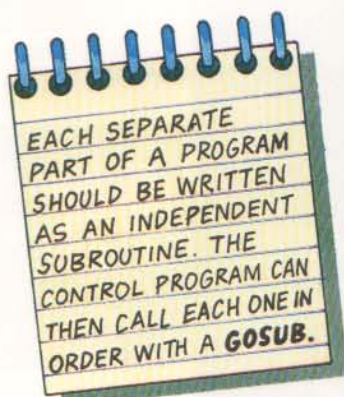 EACH SEPARATE
PART OF A PROGRAM
SHOULD BE WRITTEN
AS AN INDEPENDENT
SUBROUTINE. THE
CONTROL PROGRAM CAN
THEN CALL EACH ONE IN
ORDER WITH A GOSUB.